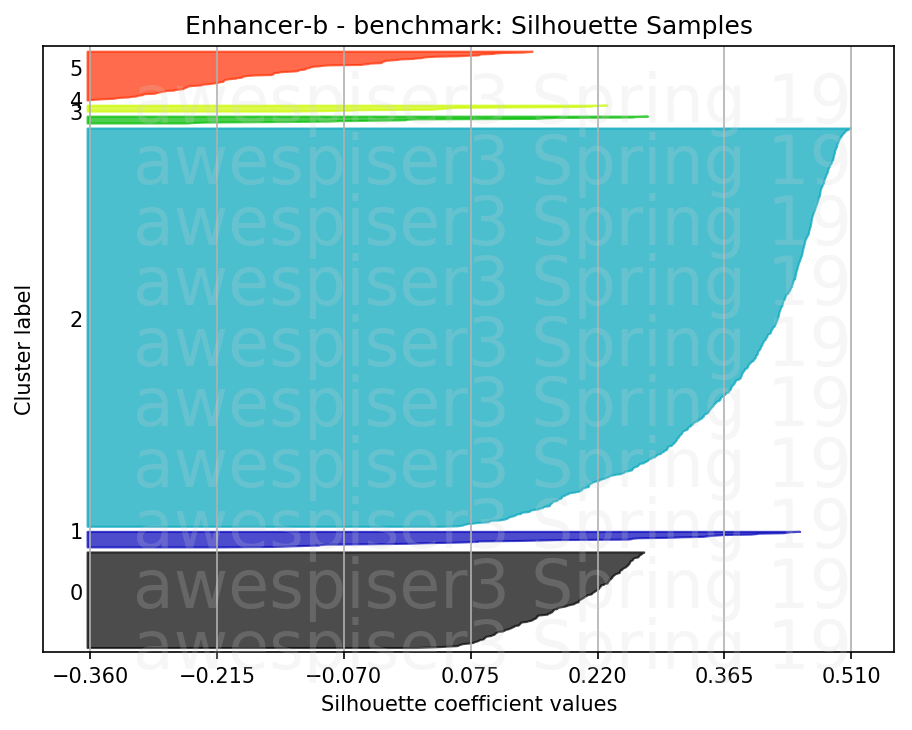 Enhancer-b - benchmark: Silhouette Samples
5
4
3
2
1
0
Cluster label
awespiser3 Spring 19
awespiser3 Spring 19
awespiser3 Spring 19
awespiser3 Spring 19
awespiser3 Spring 19
awespiser3 Spring 19
awespiser3 Spring 19
awespiser3 Spring 19
awespiser3 Spring 19
awespiser3 Spring 19
−0.360 −0.215 −0.070 0.075 0.220 0.365 0.510
Silhouette coefficient values